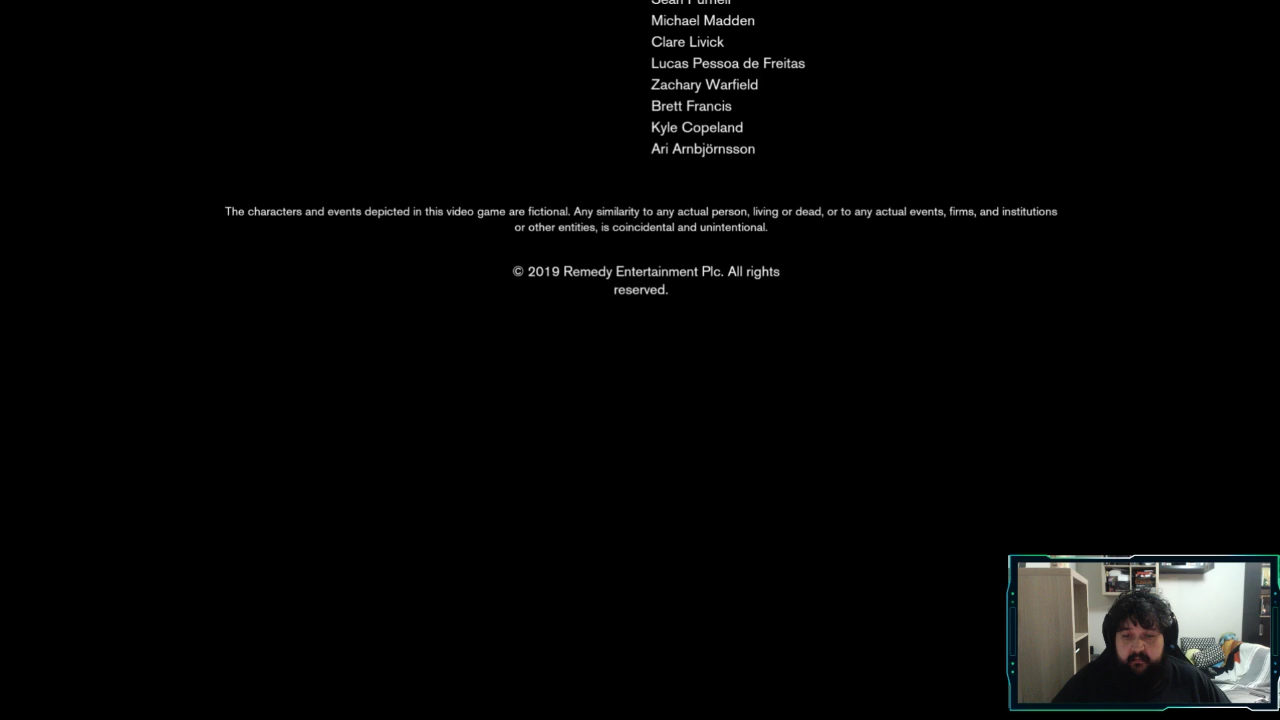 Sean Purnell
Michael Madden
Clare Livick
Lucas Pessoa de Freitas
Zachary Warfield
Brett Francis
Kyle Copeland
Ari Arnbjörnsson
The characters and events depicted in this video game are fictional. Any similarity to any actual person, living or dead, or to any actual events, firms, and institutions
or other entities, is coincidental and unintentional.
© 2019 Remedy Entertainment Plc. All rights
reserved.